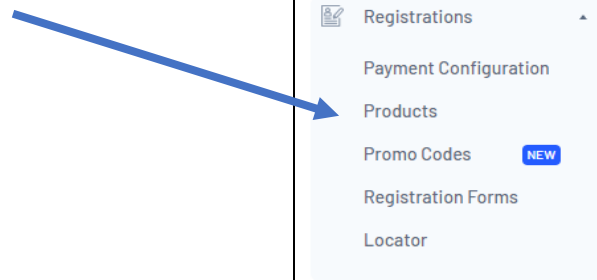 Registrations
Payment Configuration
Products
Promo Codes NEW
Registration Forms
Locator